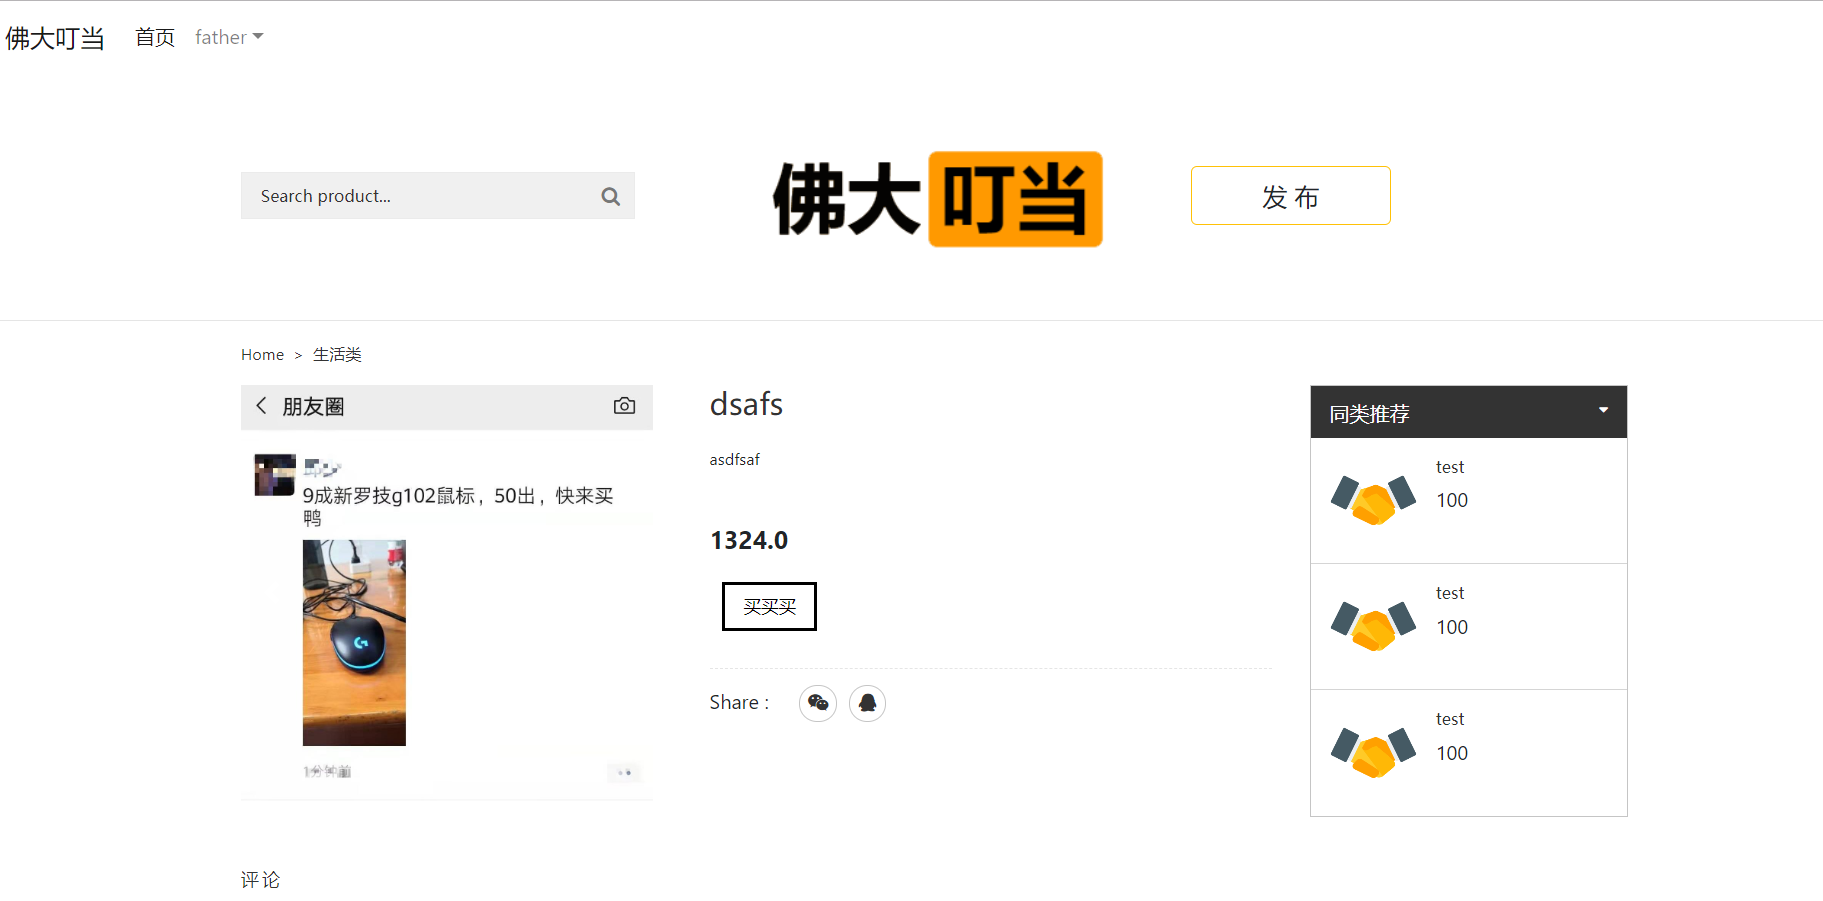 佛大叮当 首页 father
Search product...
佛大 叮当
发 布
Home > 生活类
朋友圈
9成新罗技g102鼠标，50出，快来买
鸭
1分钟前
dsafs
asdfsaf
1324.0
买买买
Share :
同类推荐
test
100
test
100
test
100
评论